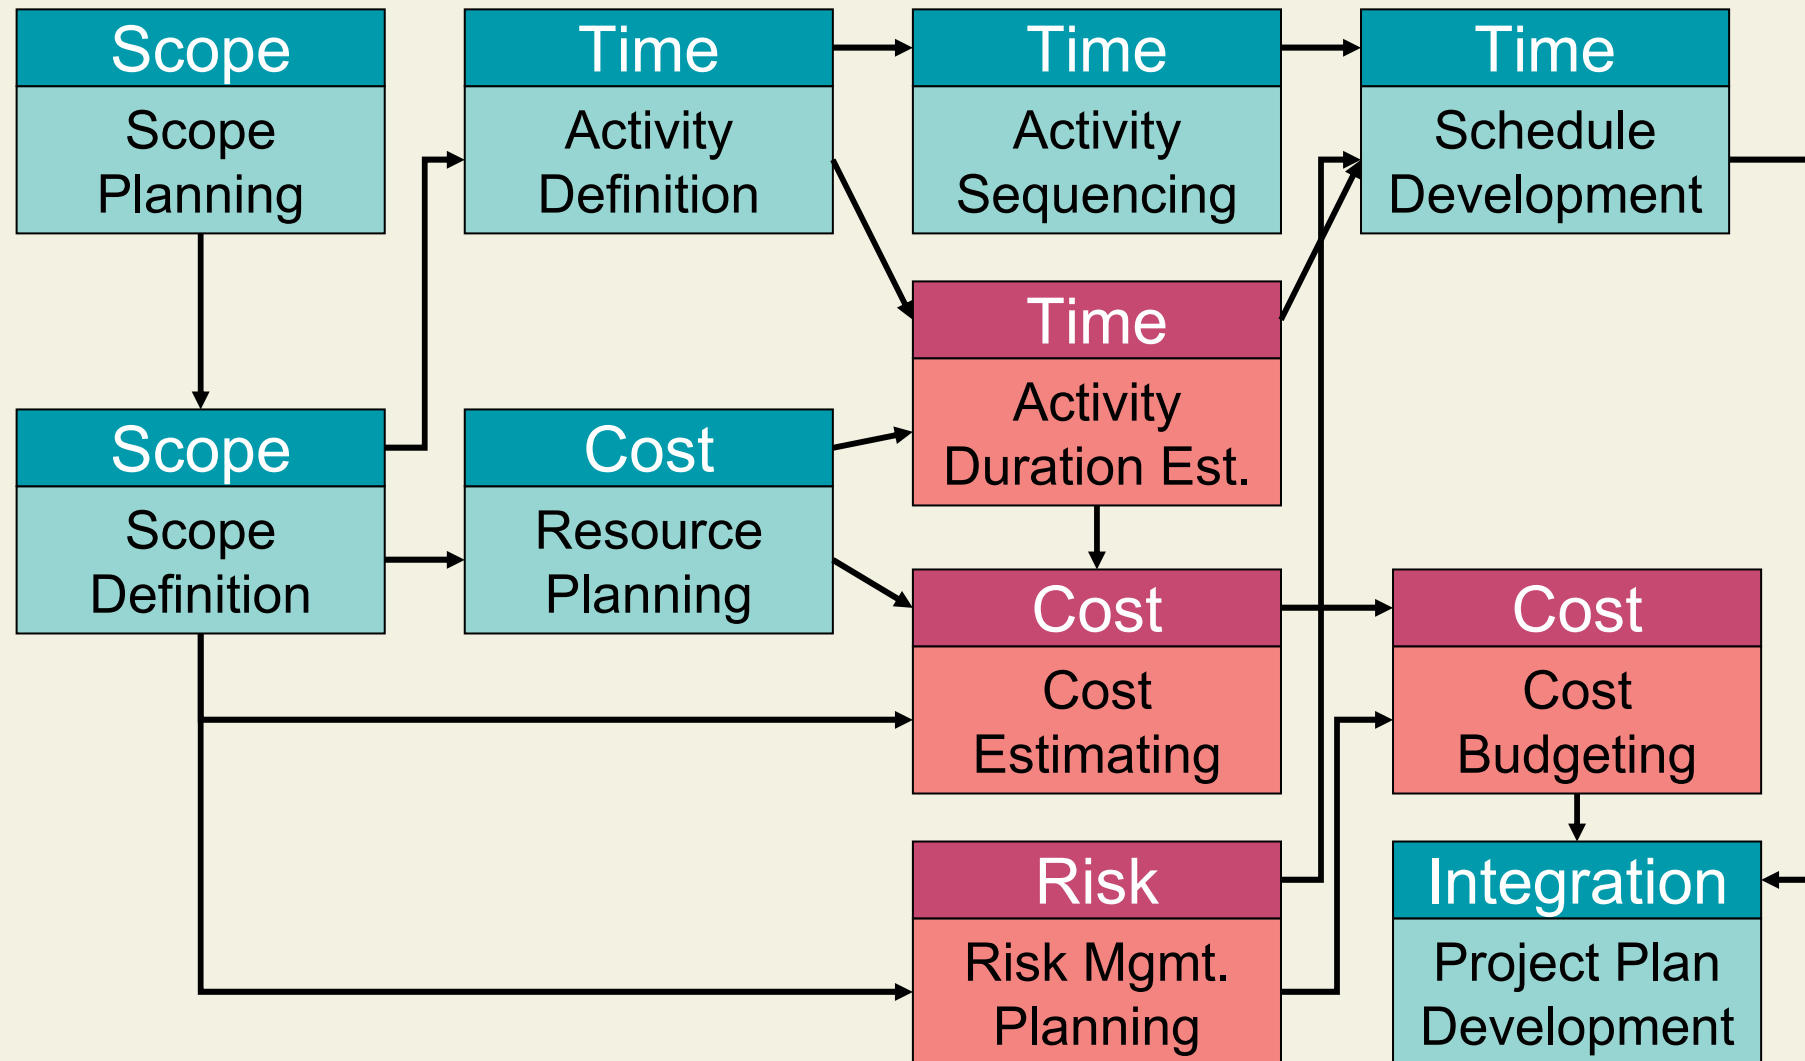 Scope
Scope
Planning
Time
Activity
Definition
Time
Activity
Sequencing
Time
Schedule
Development
Time
Activity
Duration Est.
Scope
Scope
Definition
Cost
Resource
Planning
Cost
Cost
Estimating
Cost
Cost
Budgeting
Risk
Risk Mgmt.
Planning
Integration
Project Plan
Development